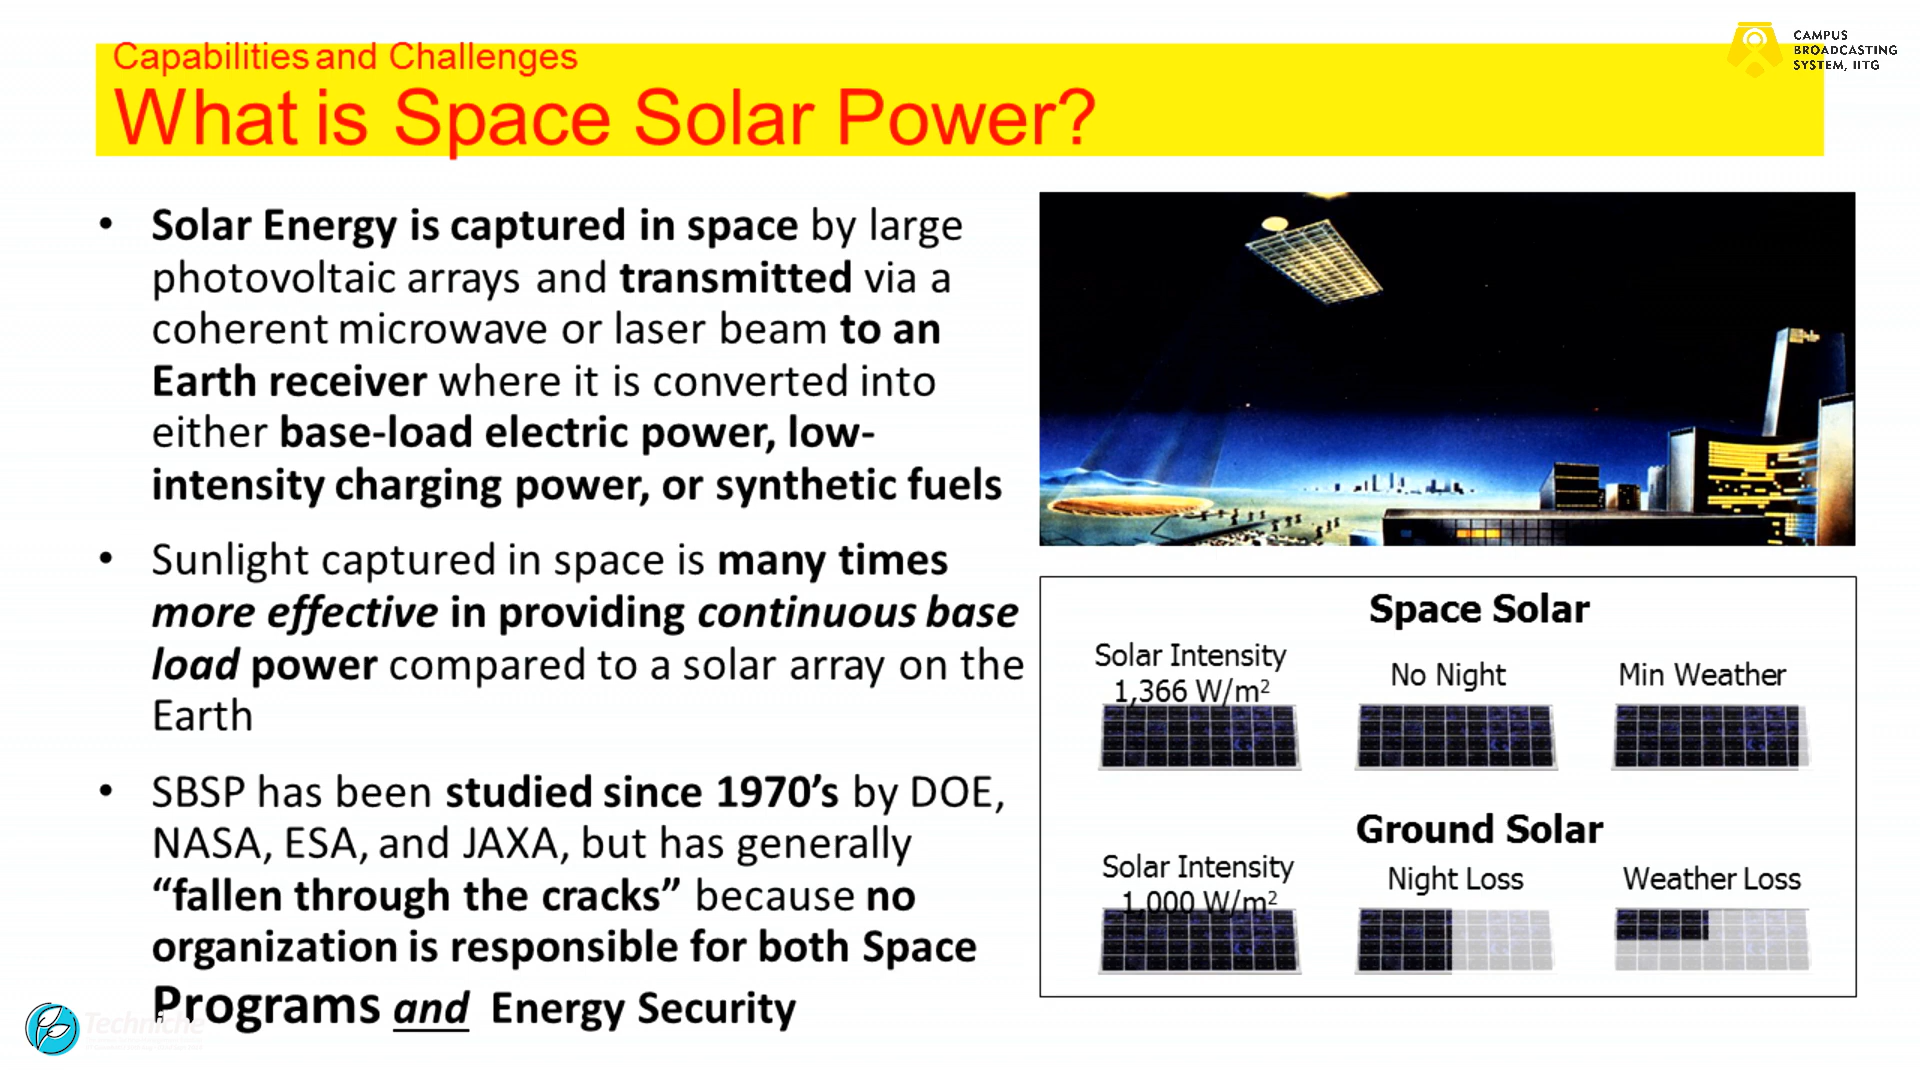 Capabilities and Challenges
What is Space Solar Power?
CAMPUS
BROADCASTING
SYSTEM, IITG
• Solar Energy is captured in space by large
photovoltaic arrays and transmitted via a
coherent microwave or laser beam to an
Earth receiver where it is converted into
either base-load electric power, low-
intensity charging power, or synthetic fuels
• Sunlight captured in space is many times
more effective in providing continuous base
load power compared to a solar array on the
Earth
• SBSP has been studied since 1970’s by DOE,
NASA, ESA, and JAXA, but has generally
“fallen through the cracks” because no
organization is responsible for both Space
Programs and Energy Security
Space Solar
Solar Intensity
1,366 W/m²
No Night
Min Weather
Ground Solar
Solar Intensity
1,000 W/m²
Night Loss
Weather Loss
Techniche